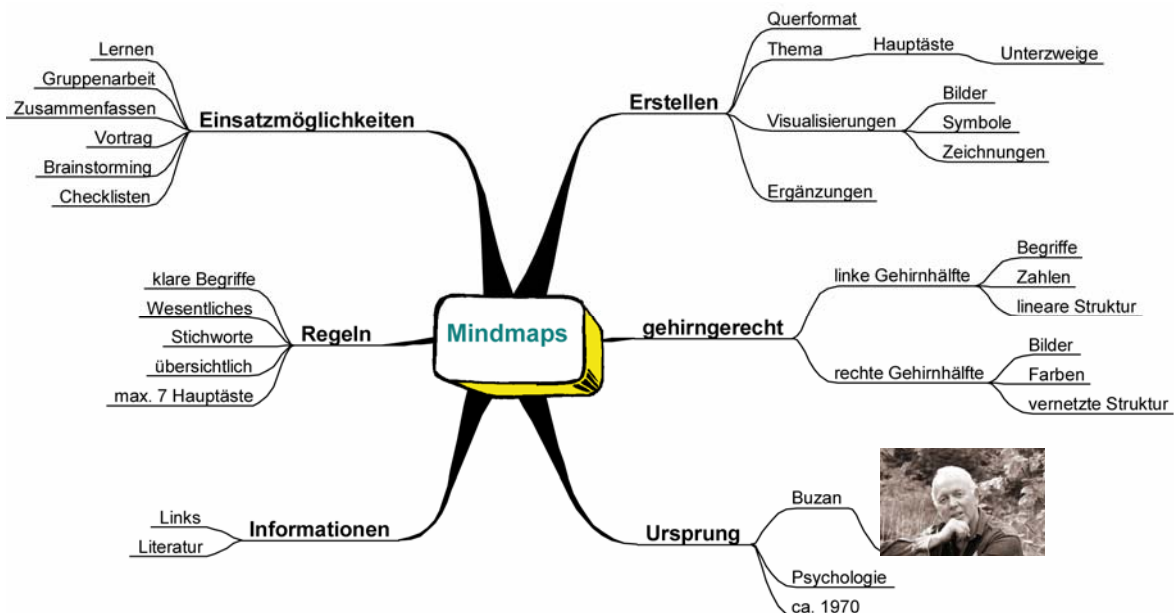 Mindmaps
Erstellen
Querformat
Thema
Hauptäste
Unterzweige
Visualisierungen
Bilder
Symbole
Zeichnungen
Ergänzungen
gehirngerecht
linke Gehirnhälfte
Begriffe
Zahlen
lineare Struktur
rechte Gehirnhälfte
Bilder
Farben
vernetzte Struktur
Ursprung
Buzan
Psychologie
ca. 1970
Informationen
Links
Literatur
Regeln
klare Begriffe
Wesentliches
Stichworte
übersichtlich
max. 7 Hauptäste
Einsatzmöglichkeiten
Lernen
Gruppenarbeit
Zusammenfassen
Vortrag
Brainstorming
Checklisten